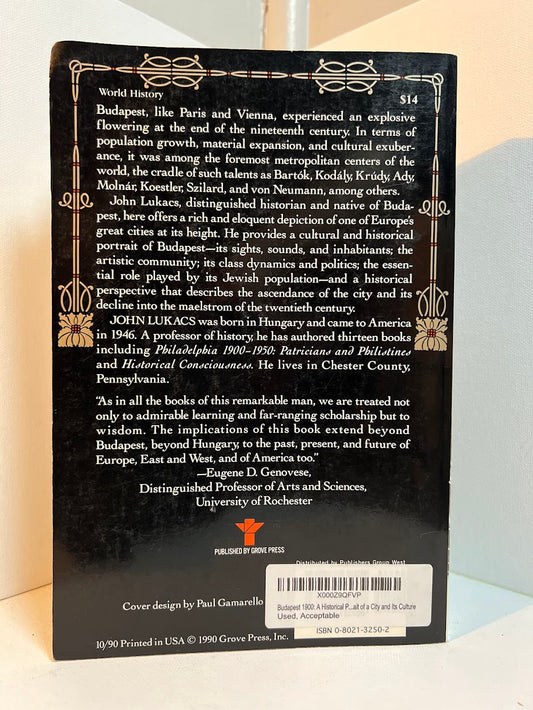 World History
$14
Budapest, like Paris and Vienna, experienced an explosive
flowering at the end of the nineteenth century. In terms of
population growth, material expansion, and cultural exuber-
ance, it was among the foremost metropolitan centers of the
world, the cradle of such talents as Bartók, Kodály, Krúdy, Ady,
Molnár, Koestler, Szilard, and von Neumann, among others.
John Lukacs, distinguished historian and native of Buda-
pest, here offers a rich and eloquent depiction of one of Europe's
great cities at its height. He provides a cultural and historical
portrait of Budapest—its sights, sounds, and inhabitants; the
artistic community; its class dynamics and politics; the essen-
tial role played by its Jewish population—and a historical
perspective that describes the ascendance of the city and its
decline into the maelstrom of the twentieth century.
JOHN LUKACS was born in Hungary and came to America
in 1946. A professor of history, he has authored thirteen books
including Philadelphia 1900–1950: Patricians and Philistines
and Historical Consciousness. He lives in Chester County,
Pennsylvania.
"As in all the books of this remarkable man, we are treated not
only to admirable learning and far-ranging scholarship but to
wisdom. The implications of this book extend beyond
Budapest, beyond Hungary, to the past, present, and future of
Europe, East and West, and of America too."
—Eugene D. Genovese,
Distinguished Professor of Arts and Sciences,
University of Rochester
PUBLISHED BY GROVE PRESS
Distributed by Publishers Group West
X000Z9QFVP
Budapest 1900: A Historical P...ait of a City and Its Culture
Used, Acceptable
Cover design by Paul Gamarello
ISBN 0-8021-3250-2
10/90 Printed in USA © 1990 Grove Press, Inc.